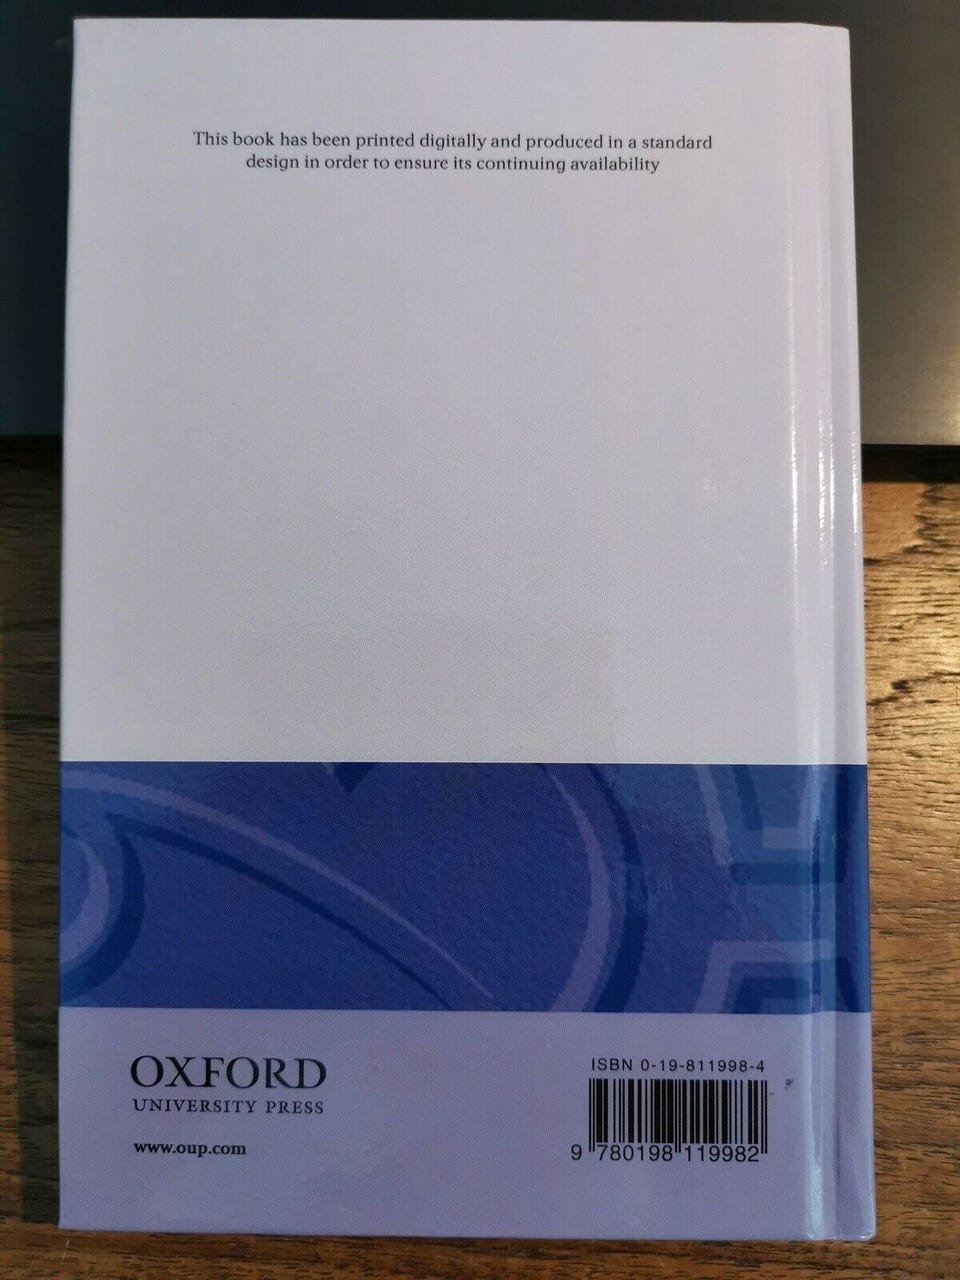 This book has been printed digitally and produced in a standard
design in order to ensure its continuing availability
OXFORD
UNIVERSITY PRESS
www.oup.com
ISBN 0-19-811998-4
9 780198 119982